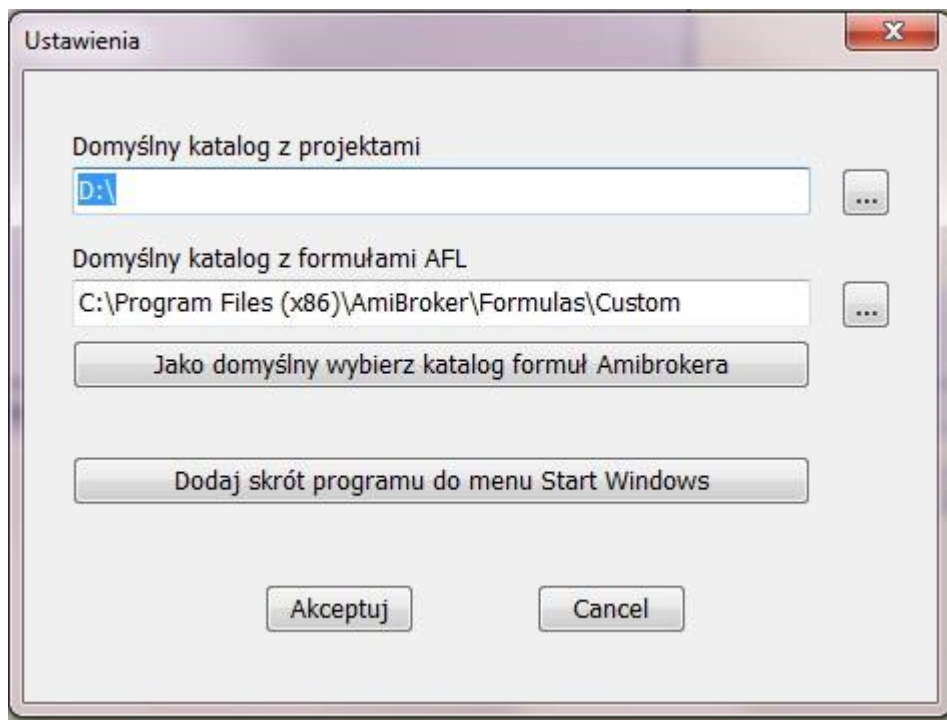 Ustawienia
Domyślny katalog z projektami
D:\
...
Domyślny katalog z formułami AFL
C:\Program Files (x86)\AmiBroker\Formulas\Custom
...
Jako domyślny wybierz katalog formuł Amibrokera
Dodaj skrót programu do menu Start Windows
Akceptuj
Cancel